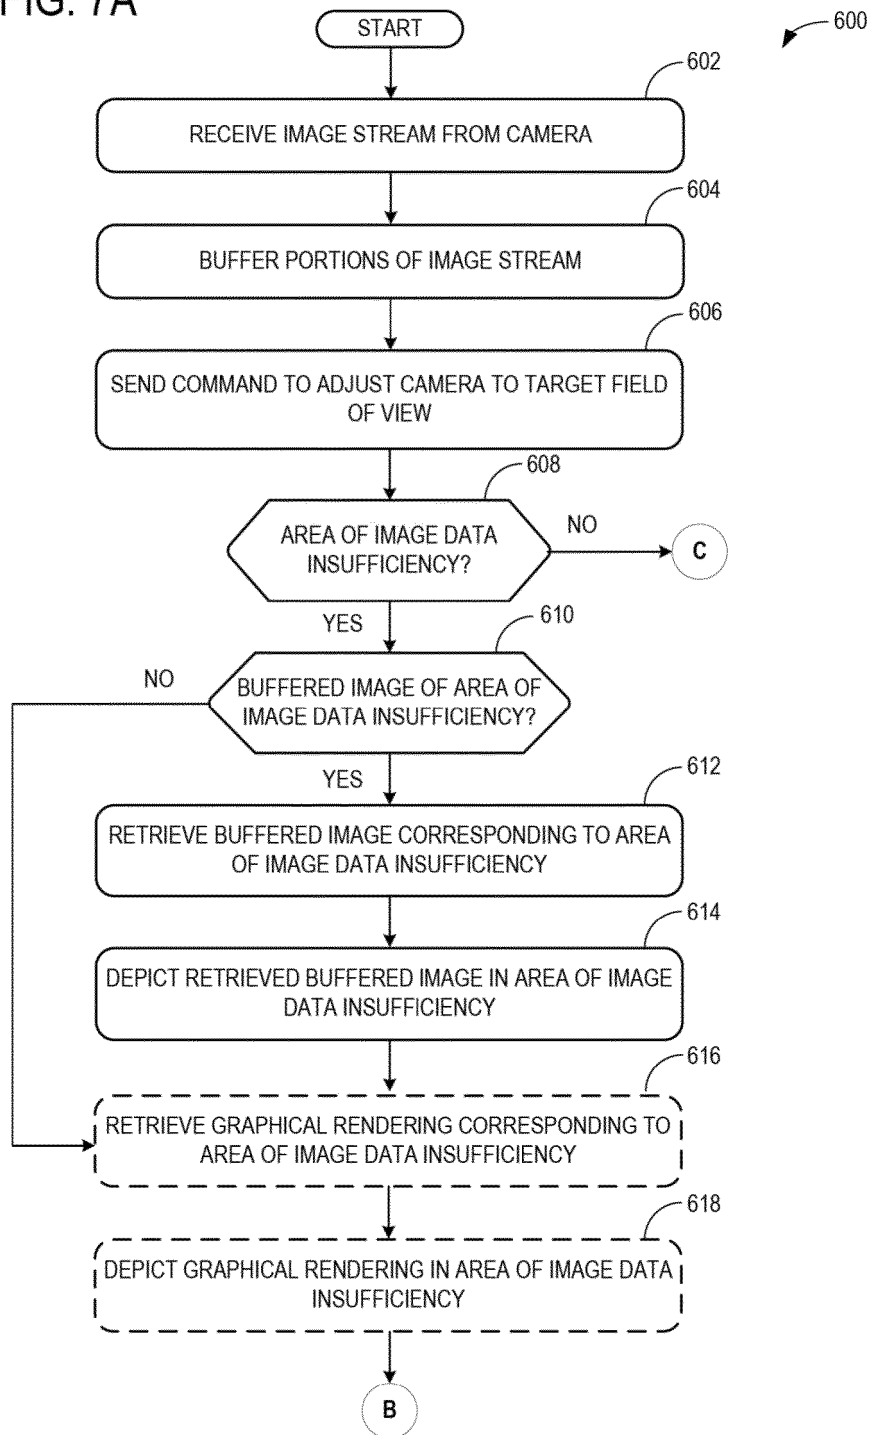 FIG. 7A
START
600
602
RECEIVE IMAGE STREAM FROM CAMERA
604
BUFFER PORTIONS OF IMAGE STREAM
606
SEND COMMAND TO ADJUST CAMERA TO TARGET FIELD
OF VIEW
608
AREA OF IMAGE DATA
INSUFFICIENCY?
NO
C
YES
610
NO
BUFFERED IMAGE OF AREA OF
IMAGE DATA INSUFFICIENCY?
YES
612
RETRIEVE BUFFERED IMAGE CORRESPONDING TO AREA
OF IMAGE DATA INSUFFICIENCY
614
DEPICT RETRIEVED BUFFERED IMAGE IN AREA OF IMAGE
DATA INSUFFICIENCY
616
RETRIEVE GRAPHICAL RENDERING CORRESPONDING TO
AREA OF IMAGE DATA INSUFFICIENCY
618
DEPICT GRAPHICAL RENDERING IN AREA OF IMAGE DATA
INSUFFICIENCY
B